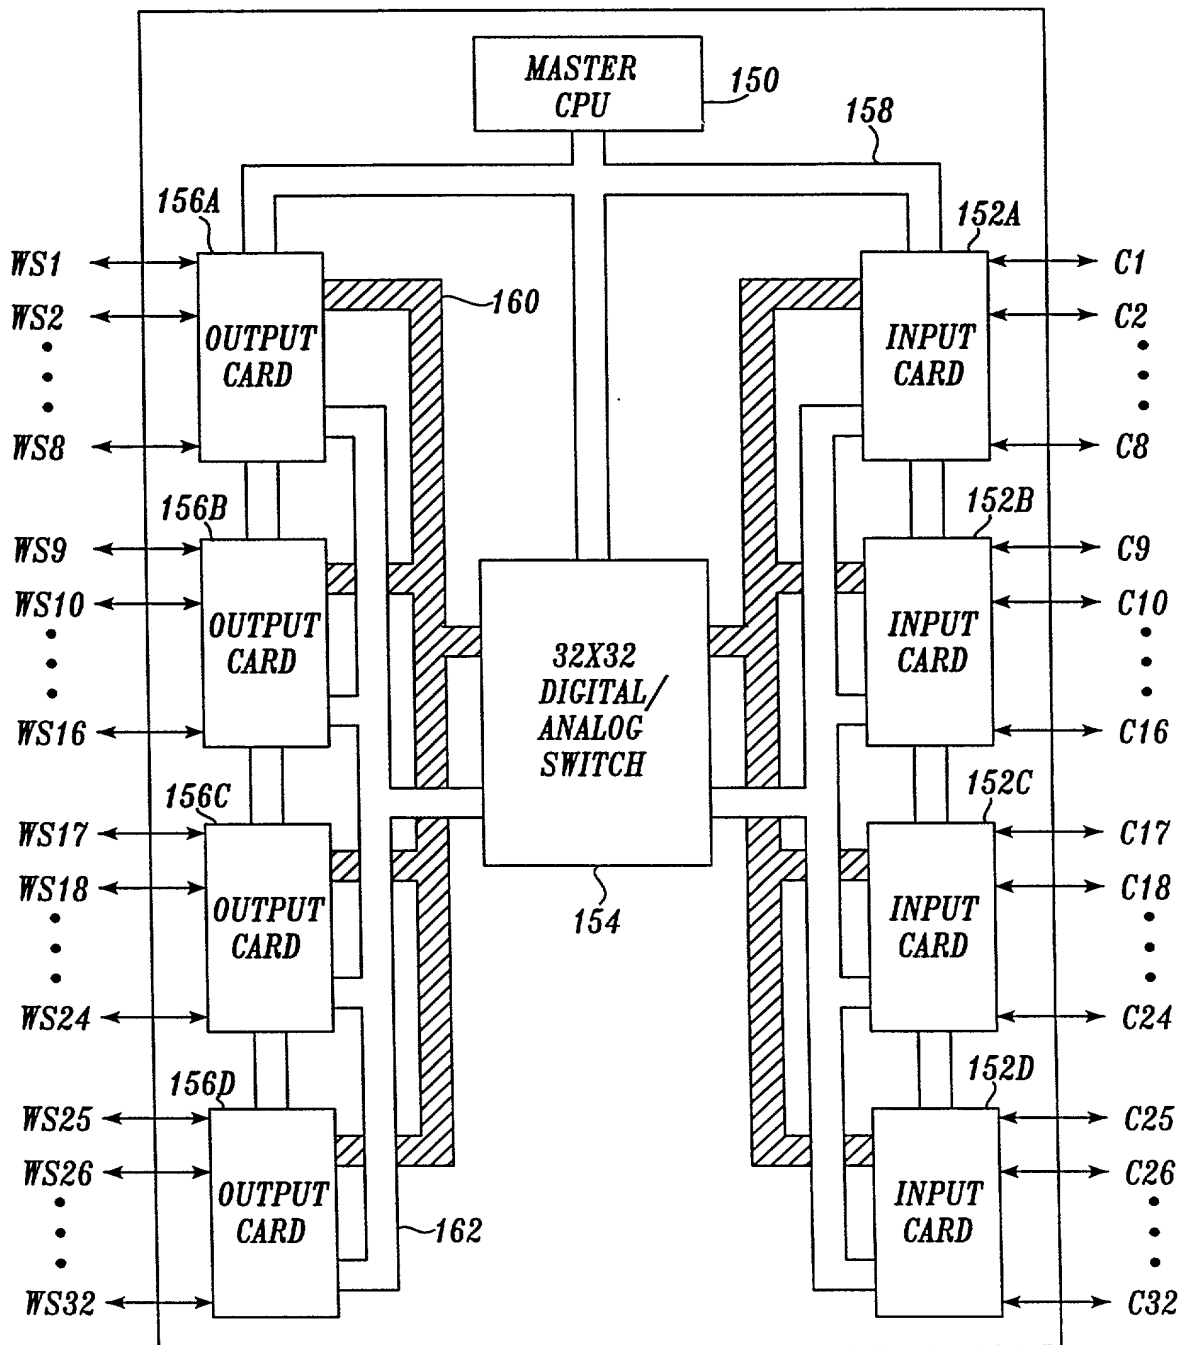 MASTER
CPU
150
158
156A
152A
WS1
C1
WS2
C2
160
OUTPUT
CARD
INPUT
CARD
WS8
C8
156B
152B
WS9
C9
WS10
C10
OUTPUT
CARD
INPUT
CARD
32X32
DIGITAL/
ANALOG
SWITCH
WS16
C16
156C
152C
WS17
C17
WS18
C18
154
OUTPUT
CARD
INPUT
CARD
WS24
C24
156D
152D
WS25
C25
WS26
C26
OUTPUT
CARD
INPUT
CARD
162
WS32
C32